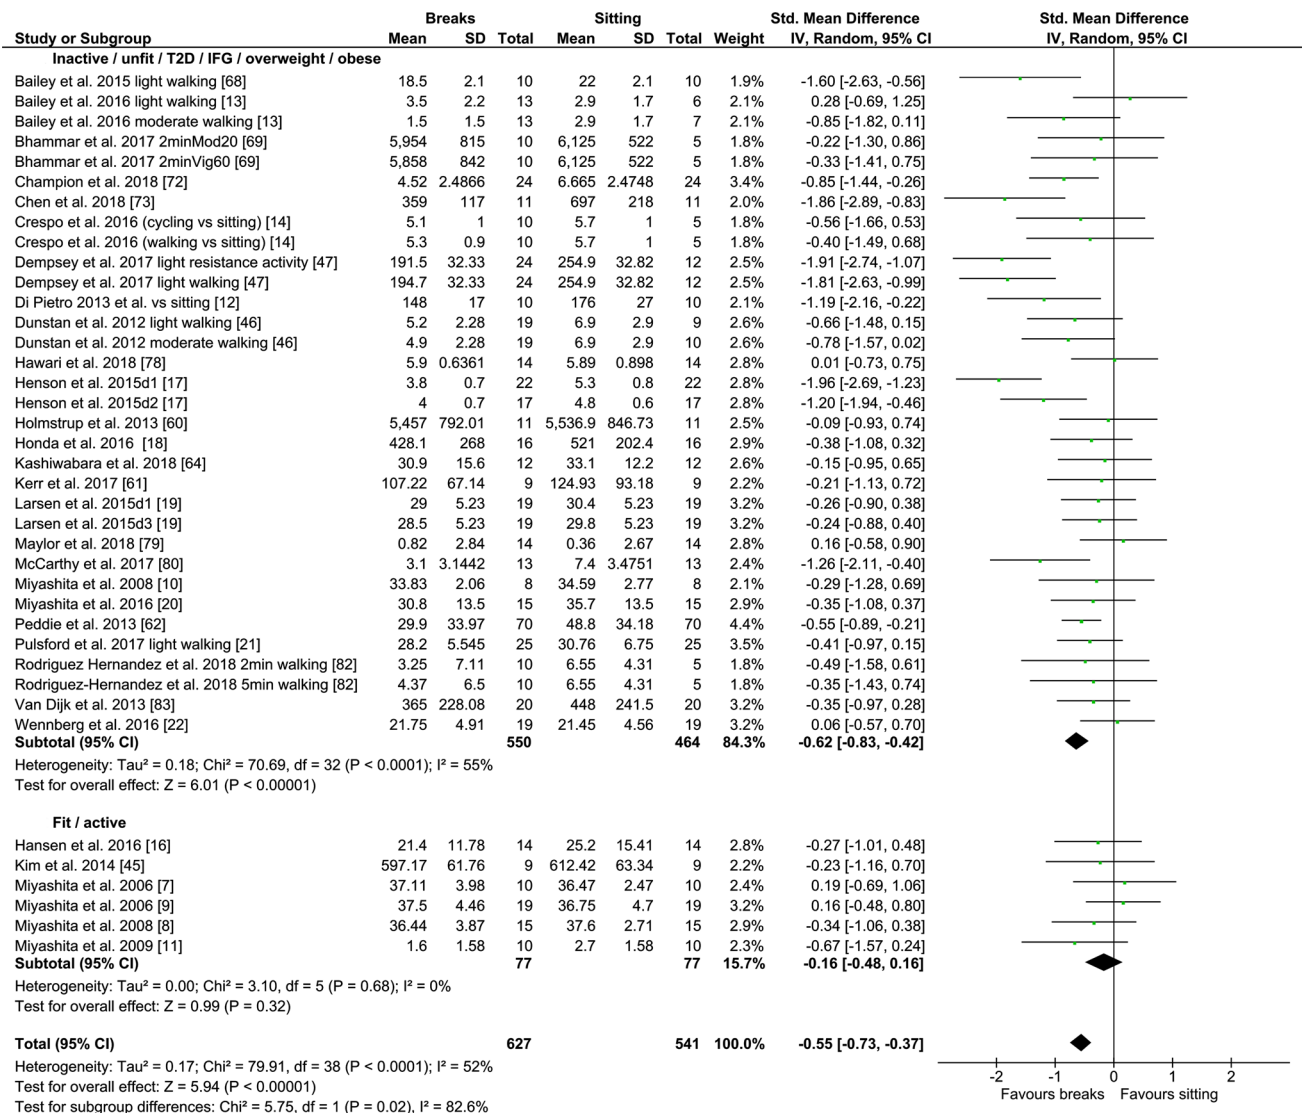 Breaks Sitting Std. Mean Difference Std. Mean Difference
Study or Subgroup Mean SD Total Mean SD Total Weight IV, Random, 95% CI IV, Random, 95% CI
Inactive / unfit / T2D / IFG / overweight / obese
Bailey et al. 2015 light walking [68] 18.5 2.1 10 22 2.1 10 1.9% -1.60 [-2.63, -0.56]
Bailey et al. 2016 light walking [13] 3.5 2.2 13 2.9 1.7 6 2.1% 0.28 [-0.69, 1.25]
Bailey et al. 2016 moderate walking [13] 1.5 1.5 13 2.9 1.7 7 2.1% -0.85 [-1.82, 0.11]
Bhammar et al. 2017 2minMod20 [69] 5,954 815 10 6,125 522 5 1.8% -0.22 [-1.30, 0.86]
Bhammar et al. 2017 2minVig60 [69] 5,858 842 10 6,125 522 5 1.8% -0.33 [-1.41, 0.75]
Champion et al. 2018 [72] 4.52 2.4866 24 6.665 2.4748 24 3.4% -0.85 [-1.44, -0.26]
Chen et al. 2018 [73] 359 117 11 697 218 11 2.0% -1.86 [-2.89, -0.83]
Crespo et al. 2016 (cycling vs sitting) [14] 5.1 1 10 5.7 1 5 1.8% -0.56 [-1.66, 0.53]
Crespo et al. 2016 (walking vs sitting) [14] 5.3 0.9 10 5.7 1 5 1.8% -0.40 [-1.49, 0.68]
Dempsey et al. 2017 light resistance activity [47] 191.5 32.33 24 254.9 32.82 12 2.5% -1.91 [-2.74, -1.07]
Dempsey et al. 2017 light walking [47] 194.7 32.33 24 254.9 32.82 12 2.5% -1.81 [-2.63, -0.99]
Di Pietro 2013 et al. vs sitting [12] 148 17 10 176 27 10 2.1% -1.19 [-2.16, -0.22]
Dunstan et al. 2012 light walking [46] 5.2 2.28 19 6.9 2.9 9 2.6% -0.66 [-1.48, 0.15]
Dunstan et al. 2012 moderate walking [46] 4.9 2.28 19 6.9 2.9 10 2.6% -0.78 [-1.57, 0.02]
Hawari et al. 2018 [78] 5.9 0.6361 14 5.89 0.898 14 2.8% 0.01 [-0.73, 0.75]
Henson et al. 2015d1 [17] 3.8 0.7 22 5.3 0.8 22 2.8% -1.96 [-2.69, -1.23]
Henson et al. 2015d2 [17] 4 0.7 17 4.8 0.6 17 2.8% -1.20 [-1.94, -0.46]
Holmstrup et al. 2013 [60] 5,457 792.01 11 5,536.9 846.73 11 2.5% -0.09 [-0.93, 0.74]
Honda et al. 2016 [18] 428.1 268 16 521 202.4 16 2.9% -0.38 [-1.08, 0.32]
Kashiwabara et al. 2018 [64] 30.9 15.6 12 33.1 12.2 12 2.6% -0.15 [-0.95, 0.65]
Kerr et al. 2017 [61] 107.22 67.14 9 124.93 93.18 9 2.2% -0.21 [-1.13, 0.72]
Larsen et al. 2015d1 [19] 29 5.23 19 30.4 5.23 19 3.2% -0.26 [-0.90, 0.38]
Larsen et al. 2015d3 [19] 28.5 5.23 19 29.8 5.23 19 3.2% -0.24 [-0.88, 0.40]
Maylor et al. 2018 [79] 0.82 2.84 14 0.36 2.67 14 2.8% 0.16 [-0.58, 0.90]
McCarthy et al. 2017 [80] 3.1 3.1442 13 7.4 3.4751 13 2.4% -1.26 [-2.11, -0.40]
Miyashita et al. 2008 [10] 33.83 2.06 8 34.59 2.77 8 2.1% -0.29 [-1.28, 0.69]
Miyashita et al. 2016 [20] 30.8 13.5 15 35.7 13.5 15 2.9% -0.35 [-1.08, 0.37]
Peddie et al. 2013 [62] 29.9 33.97 70 48.8 34.18 70 4.4% -0.55 [-0.89, -0.21]
Pulsford et al. 2017 light walking [21] 28.2 5.545 25 30.76 6.75 25 3.5% -0.41 [-0.97, 0.15]
Rodriguez Hernandez et al. 2018 2min walking [82] 3.25 7.11 10 6.55 4.31 5 1.8% -0.49 [-1.58, 0.61]
Rodriguez-Hernandez et al. 2018 5min walking [82] 4.37 6.5 10 6.55 4.31 5 1.8% -0.35 [-1.43, 0.74]
Van Dijk et al. 2013 [83] 365 228.08 20 448 241.5 20 3.2% -0.35 [-0.97, 0.28]
Wennberg et al. 2016 [22] 21.75 4.91 19 21.45 4.56 19 3.2% 0.06 [-0.57, 0.70]
Subtotal (95% CI) 550 464 84.3% -0.62 [-0.83, -0.42]
Heterogeneity: Tau² = 0.18; Chi² = 70.69, df = 32 (P < 0.0001); I² = 55%
Test for overall effect: Z = 6.01 (P < 0.00001)
Fit / active
Hansen et al. 2016 [16] 21.4 11.78 14 25.2 15.41 14 2.8% -0.27 [-1.01, 0.48]
Kim et al. 2014 [45] 597.17 61.76 9 612.42 63.34 9 2.2% -0.23 [-1.16, 0.70]
Miyashita et al. 2006 [7] 37.11 3.98 10 36.47 2.47 10 2.4% 0.19 [-0.69, 1.06]
Miyashita et al. 2006 [9] 37.5 4.46 19 36.75 4.7 19 3.2% 0.16 [-0.48, 0.80]
Miyashita et al. 2008 [8] 36.44 3.87 15 37.6 2.71 15 2.9% -0.34 [-1.06, 0.38]
Miyashita et al. 2009 [11] 1.6 1.58 10 2.7 1.58 10 2.3% -0.67 [-1.57, 0.24]
Subtotal (95% CI) 77 77 15.7% -0.16 [-0.48, 0.16]
Heterogeneity: Tau² = 0.00; Chi² = 3.10, df = 5 (P = 0.68); I² = 0%
Test for overall effect: Z = 0.99 (P = 0.32)
Total (95% CI) 627 541 100.0% -0.55 [-0.73, -0.37]
Heterogeneity: Tau² = 0.17; Chi² = 79.91, df = 38 (P < 0.0001); I² = 52%
Test for overall effect: Z = 5.94 (P < 0.00001)
Test for subgroup differences: Chi² = 5.75, df = 1 (P = 0.02), I² = 82.6%
-2 -1 0 1 2
Favours breaks Favours sitting